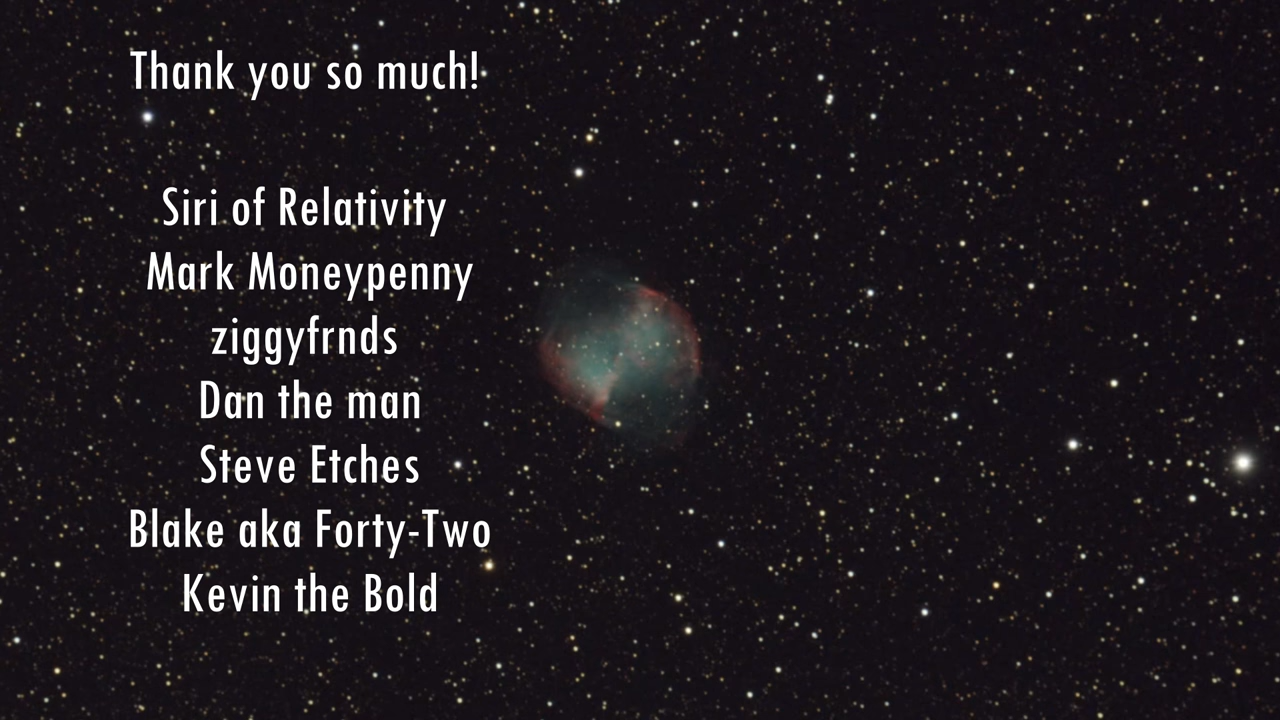 Thank you so much!
Siri of Relativity
Mark Moneypenny
ziggyfrnds
Dan the man
Steve Etches
Blake aka Forty-Two
Kevin the Bold